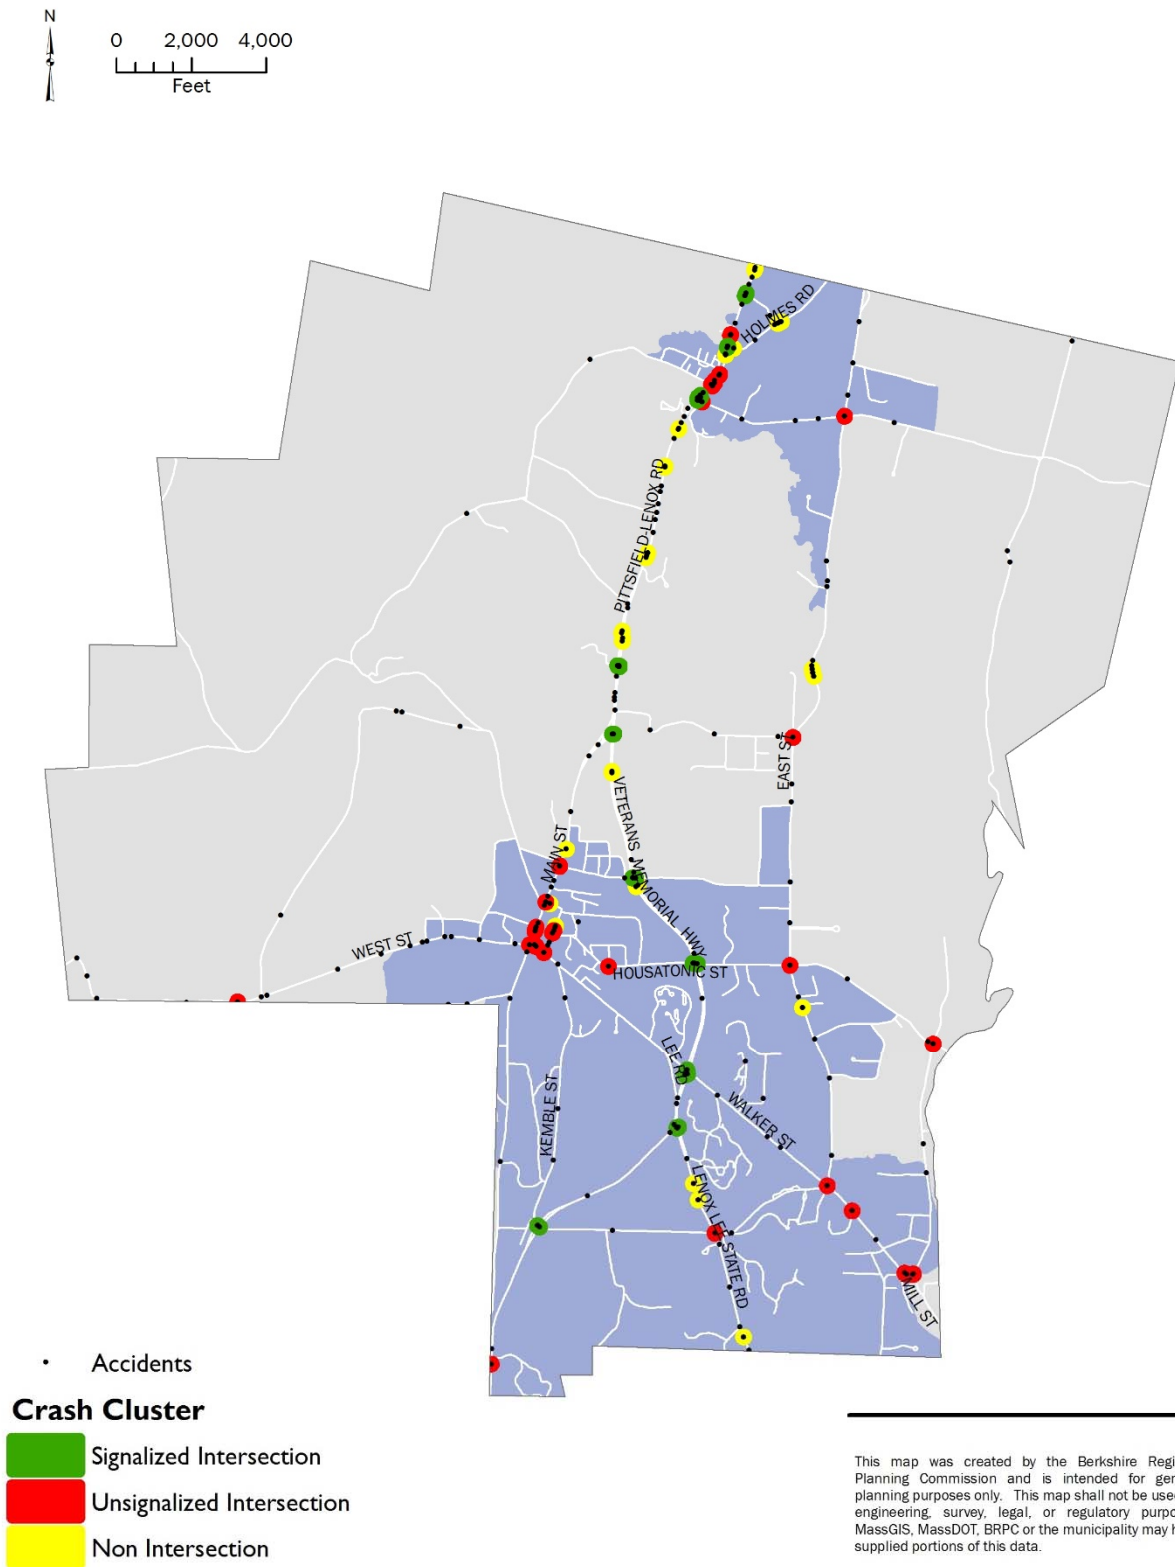 N
0 2,000 4,000
Feet
HOLMES RD
PITTSFIELD-LENOX RD
EAST ST
VETERANS MEMORIAL HWY
MAIN ST
WEST ST
HOUSATONIC ST
LEE RD
KEMBLE ST
WALKER ST
LENOX LEE STATE RD
MILL ST
Accidents
Crash Cluster
Signalized Intersection
Unsignalized Intersection
Non Intersection
This map was created by the Berkshire Regi
Planning Commission and is intended for ger
planning purposes only. This map shall not be used
engineering, survey, legal, or regulatory purpo
MassGIS, MassDOT, BRPC or the municipality may h
supplied portions of this data.